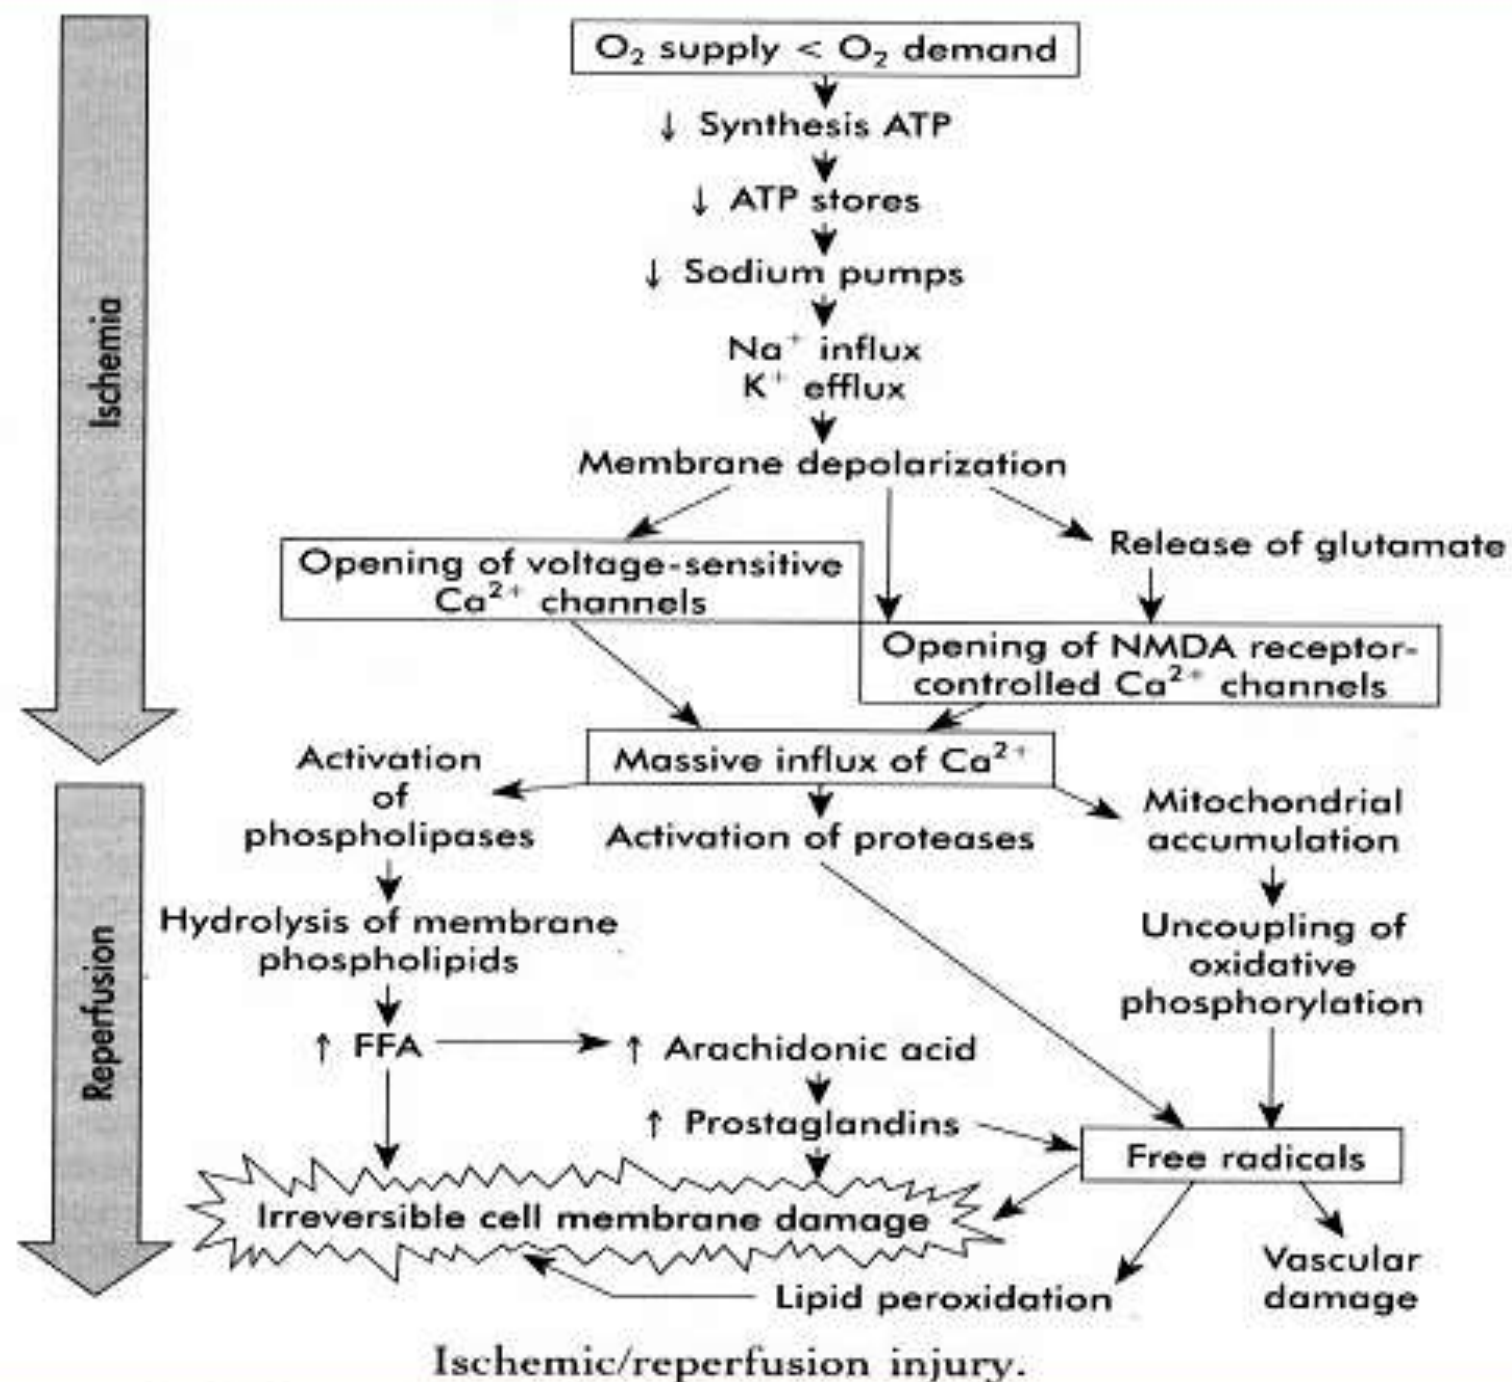 O₂ supply < O₂ demand
↓ Synthesis ATP
↓ ATP stores
↓ Sodium pumps
Na⁺ influx
K⁺ efflux
Membrane depolarization
Release of glutamate
Opening of voltage-sensitive
Ca²⁺ channels
Opening of NMDA receptor-
controlled Ca²⁺ channels
Ischemia
Massive influx of Ca²⁺
Activation
of
phospholipases
Activation of proteases
Mitochondrial
accumulation
Hydrolysis of membrane
phospholipids
Uncoupling of
oxidative
phosphorylation
Reperfusion
↑ FFA
↑ Arachidonic acid
↑ Prostaglandins
Free radicals
Irreversible cell membrane damage
Lipid peroxidation
Vascular
damage
Ischemic/reperfusion injury.